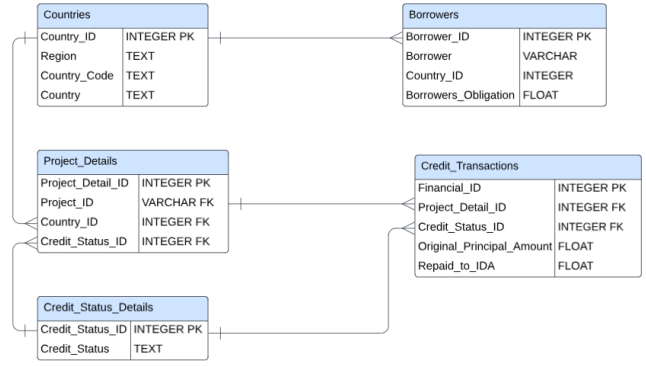 Countries
Country_ID INTEGER PK
Region TEXT
Country_Code TEXT
Country TEXT
Borrowers
Borrower_ID INTEGER PK
Borrower VARCHAR
Country_ID INTEGER
Borrowers_Obligation FLOAT
Project_Details
Project_Detail_ID INTEGER PK
Project_ID VARCHAR FK
Country_ID INTEGER FK
Credit_Status_ID INTEGER FK
Credit_Transactions
Financial_ID INTEGER PK
Project_Detail_ID INTEGER FK
Credit_Status_ID INTEGER FK
Original_Principal_Amount FLOAT
Repaid_to_IDA FLOAT
Credit_Status_Details
Credit_Status_ID INTEGER PK
Credit_Status TEXT